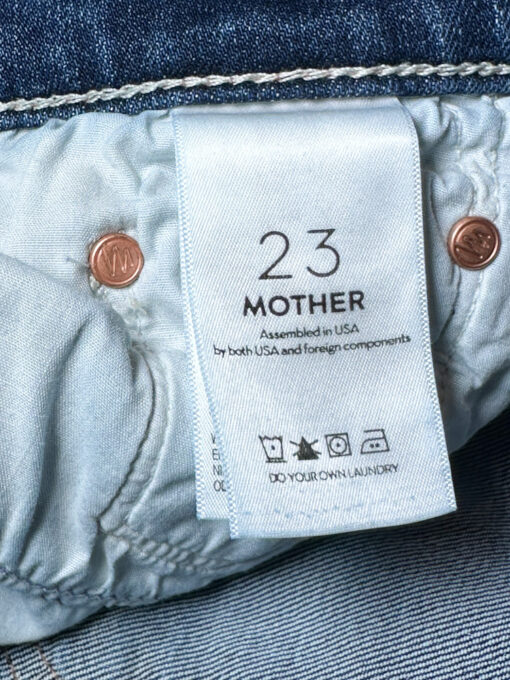 23
MOTHER
Assembled in USA
by both USA and foreign components
DO YOUR OWN LAUNDRY